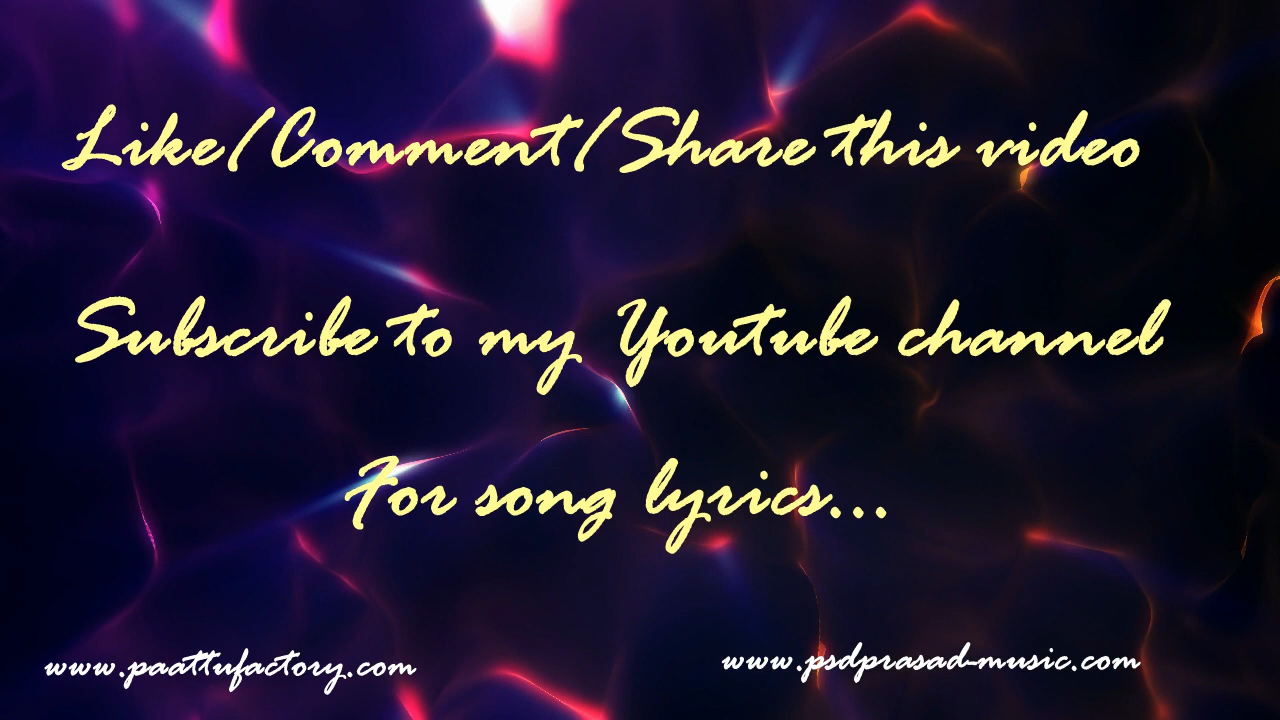 Like/Comment/Share this video
Subscribe to my Youtube channel
For song lyrics...
www.paattufactory.com
www.psdprasad-music.com